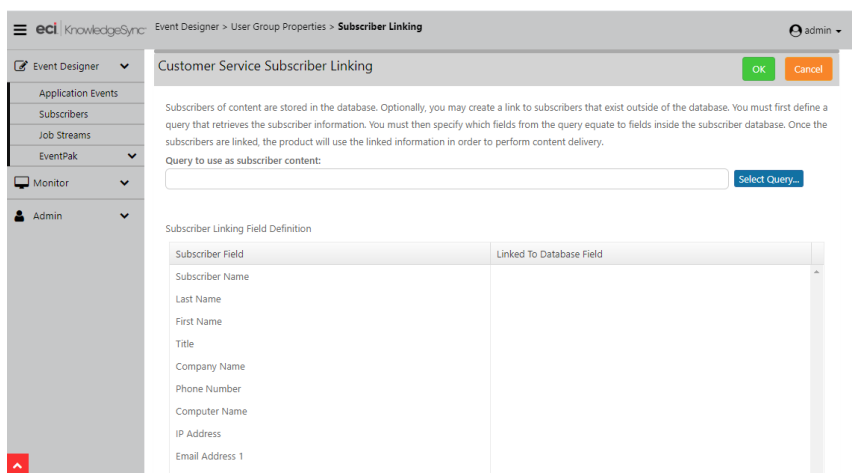 eci KnowledgeSync
Event Designer > User Group Properties > Subscriber Linking
admin
Event Designer
Application Events
Subscribers
Job Streams
EventPak
Monitor
Admin
Customer Service Subscriber Linking
OK
Cancel
Subscribers of content are stored in the database. Optionally, you may create a link to subscribers that exist outside of the database. You must first define a
query that retrieves the subscriber information. You must then specify which fields from the query equate to fields inside the subscriber database. Once the
subscribers are linked, the product will use the linked information in order to perform content delivery.
Query to use as subscriber content:
Select Query...
Subscriber Linking Field Definition
Subscriber Field Linked To Database Field
Subscriber Name
Last Name
First Name
Title
Company Name
Phone Number
Computer Name
IP Address
Email Address 1